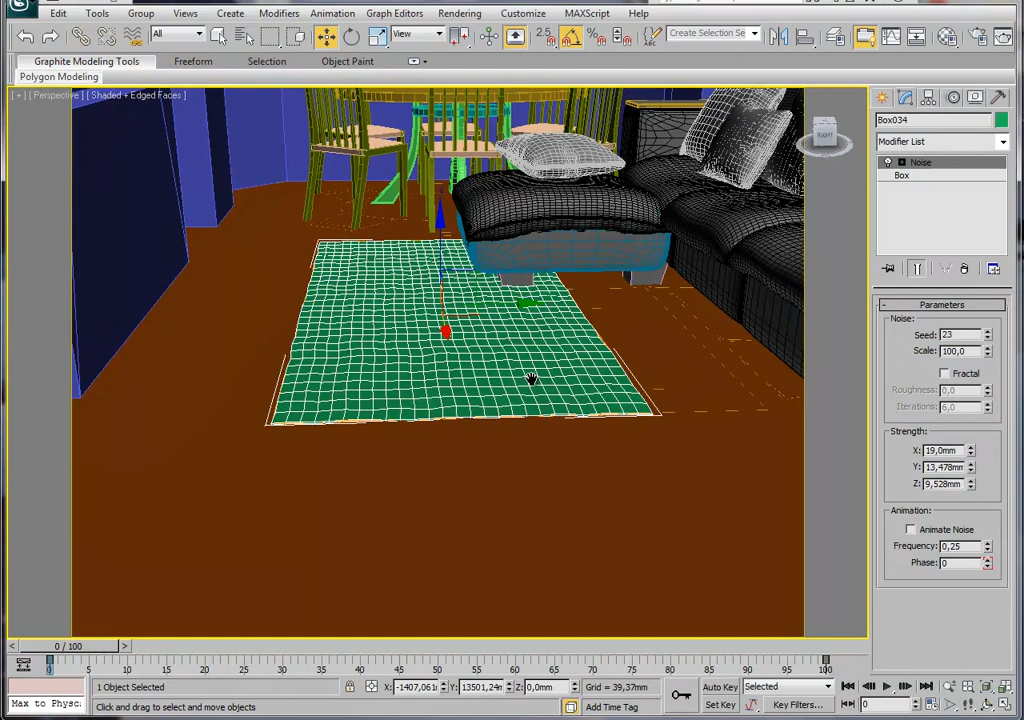 Edit Tools Group Views Create Modifiers Animation Graph Editors Rendering Customize MAXScript Help
All View 2.5 Create Selection Se
Graphite Modeling Tools Freeform Selection Object Paint
Polygon Modeling
[ + ] [ Perspective ] [ Shaded + Edged Faces ]
RIGHT
Box034
Modifier List
Noise
Box
Parameters
Noise:
Seed: 23
Scale: 100,0
Fractal
Roughness: 0,0
Iterations: 6,0
Strength:
X: 19,0mm
Y: 13,478mm
Z: 9,528mm
Animation:
Animate Noise
Frequency: 0,25
Phase: 0
< 0 / 100 >
0 5 10 15 20 25 30 35 40 45 50 55 60 65 70 75 80 85 90 95 100
1 Object Selected X: -1407,061 Y: 13501,24m Z: 0,0mm Grid = 39,37mm Auto Key Selected
Max to Physc Click and drag to select and move objects Add Time Tag Set Key Key Filters... 0